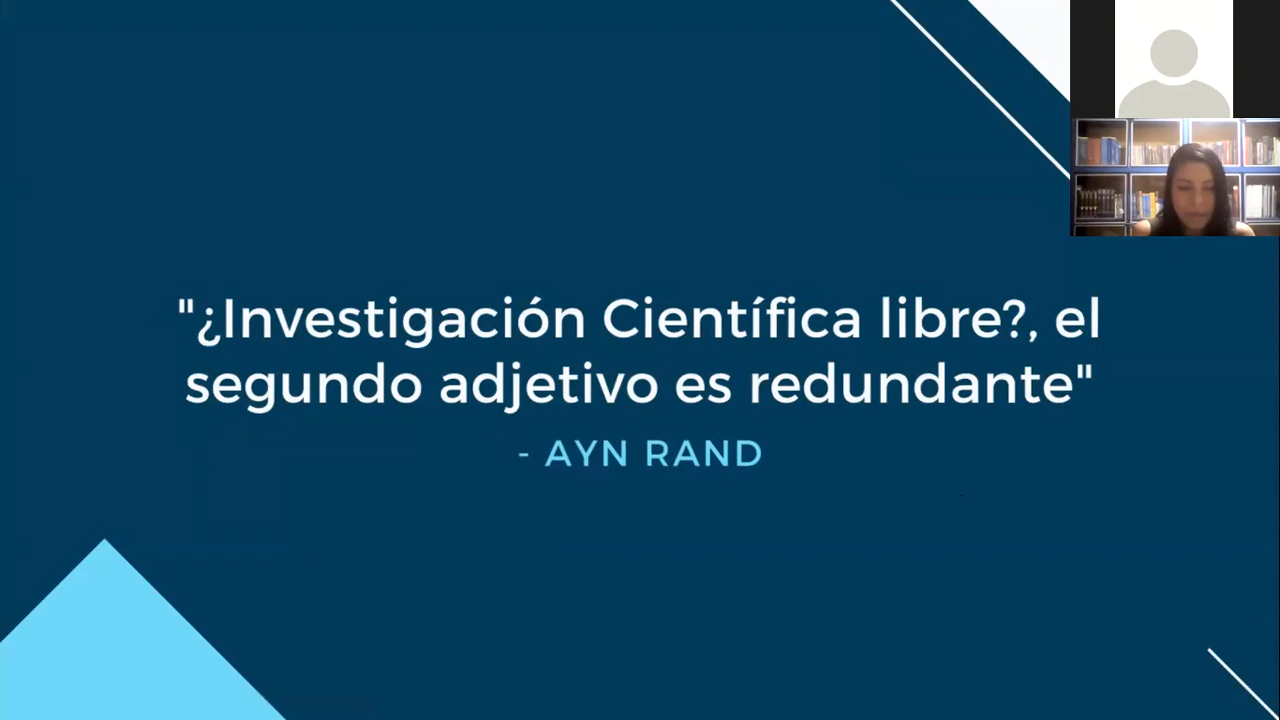 "¿Investigación Científica libre?, el
segundo adjetivo es redundante"
- AYN RAND